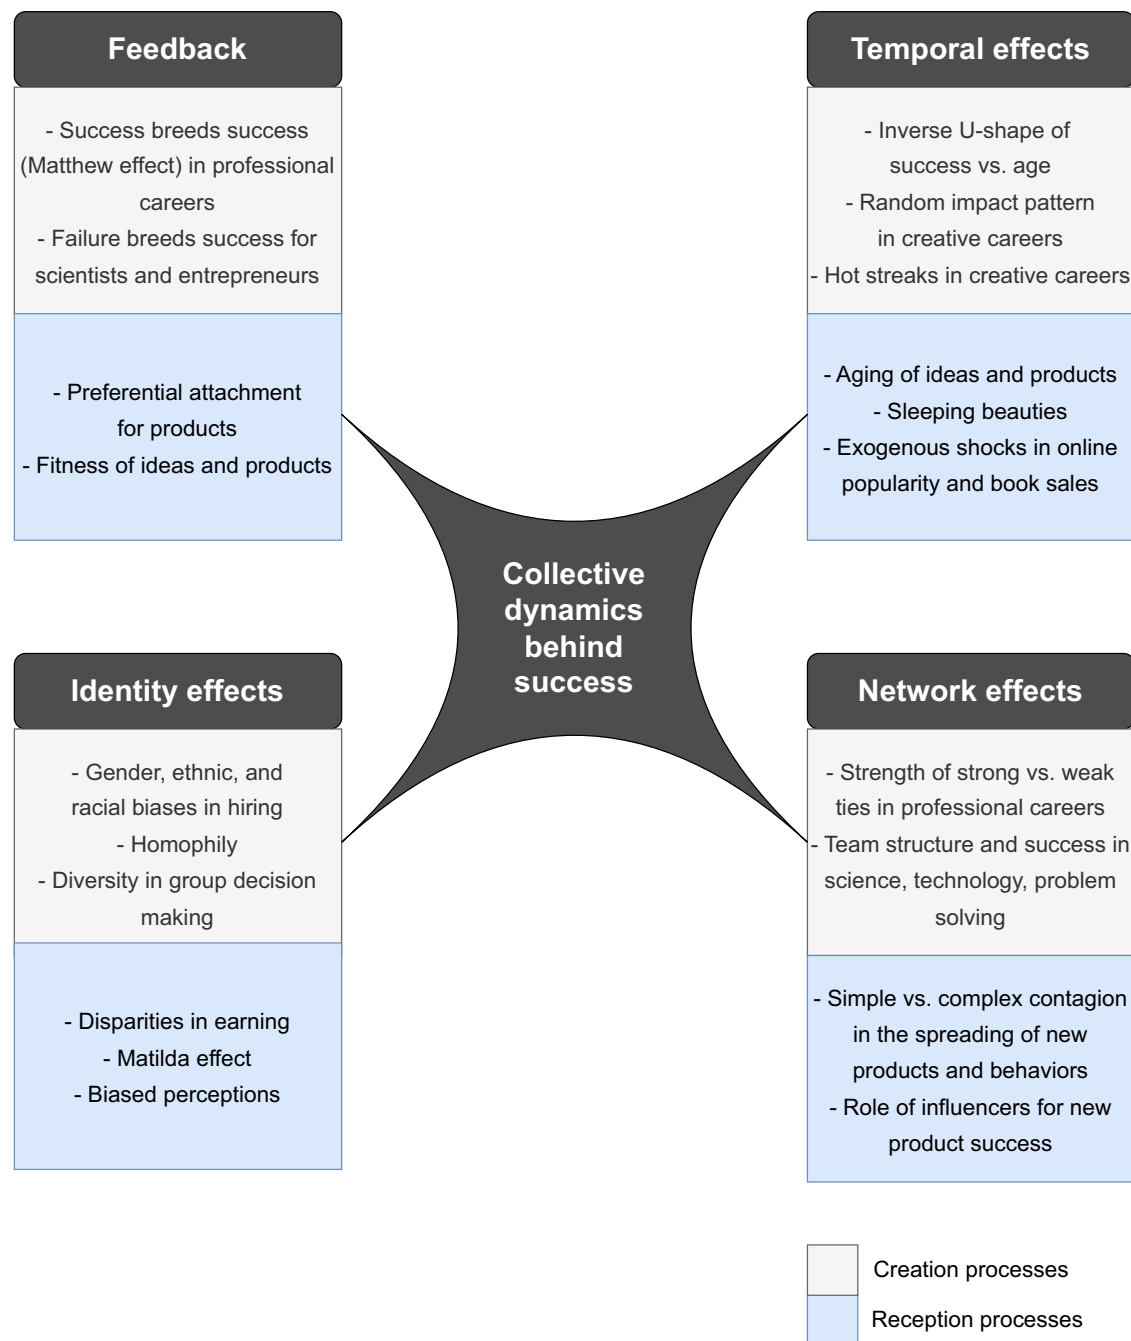 Feedback
- Success breeds success
(Matthew effect) in professional
careers
- Failure breeds success for
scientists and entrepreneurs
- Preferential attachment
for products
- Fitness of ideas and products
Temporal effects
- Inverse U-shape of
success vs. age
- Random impact pattern
in creative careers
- Hot streaks in creative careers
- Aging of ideas and products
- Sleeping beauties
- Exogenous shocks in online
popularity and book sales
Collective
dynamics
behind
success
Identity effects
- Gender, ethnic, and
racial biases in hiring
- Homophily
- Diversity in group decision
making
- Disparities in earning
- Matilda effect
- Biased perceptions
Network effects
- Strength of strong vs. weak
ties in professional careers
- Team structure and success in
science, technology, problem
solving
- Simple vs. complex contagion
in the spreading of new
products and behaviors
- Role of influencers for new
product success
Creation processes
Reception processes